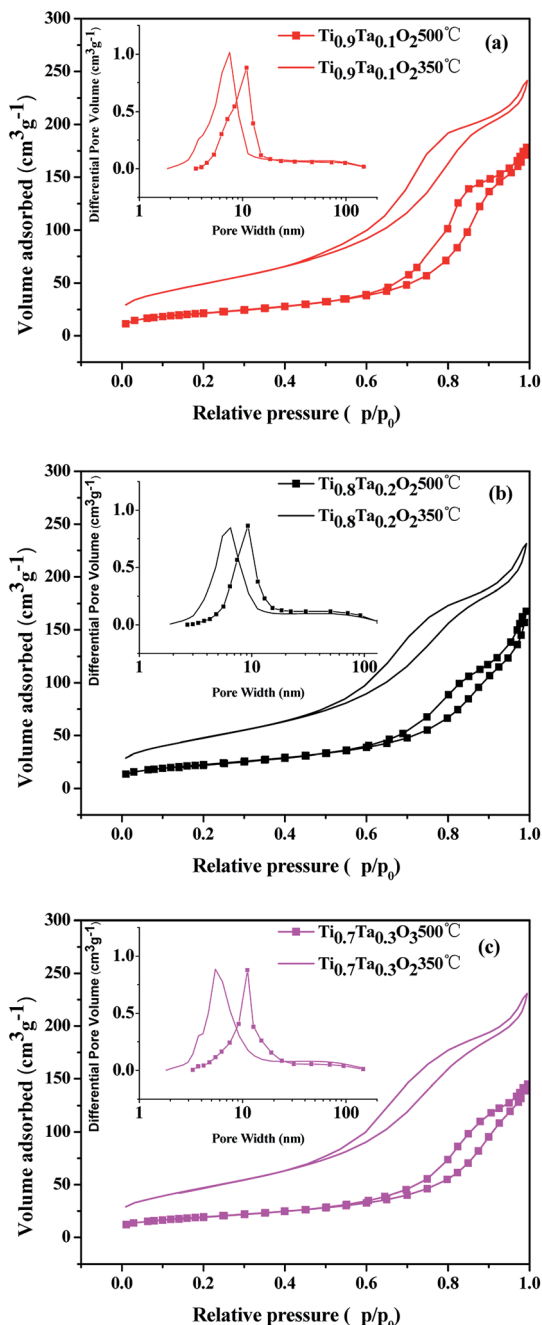 300
250
200
150
100
50
0
Volume adsorbed (cm³g⁻¹)
0.0 0.2 0.4 0.6 0.8 1.0
Relative pressure ( p/p₀)
Ti₀.₉Ta₀.₁O₂500℃
Ti₀.₉Ta₀.₁O₂350℃
(a)
Differential Pore Volume (cm³g-1)
1.0
0.5
0.0
1 10 100
Pore Width (nm)
300
250
200
150
100
50
0
Volume adsorbed (cm³g⁻¹)
0.0 0.2 0.4 0.6 0.8 1.0
Relative pressure ( p/p₀)
Ti₀.₈Ta₀.₂O₂500℃
Ti₀.₈Ta₀.₂O₂350℃
(b)
Differential Pore Volume (cm³g-1)
1.0
0.5
0.0
1 10 100
Pore Width (nm)
300
250
200
150
100
50
0
Volume adsorbed (cm³g⁻¹)
0.0 0.2 0.4 0.6 0.8 1.0
Relative pressure ( p/p₀)
Ti₀.₇Ta₀.₃O₃500℃
Ti₀.₇Ta₀.₃O₂350℃
(c)
Differential Pore Volume (cm³g-1)
1.0
0.5
0.0
1 10 100
Pore Width (nm)